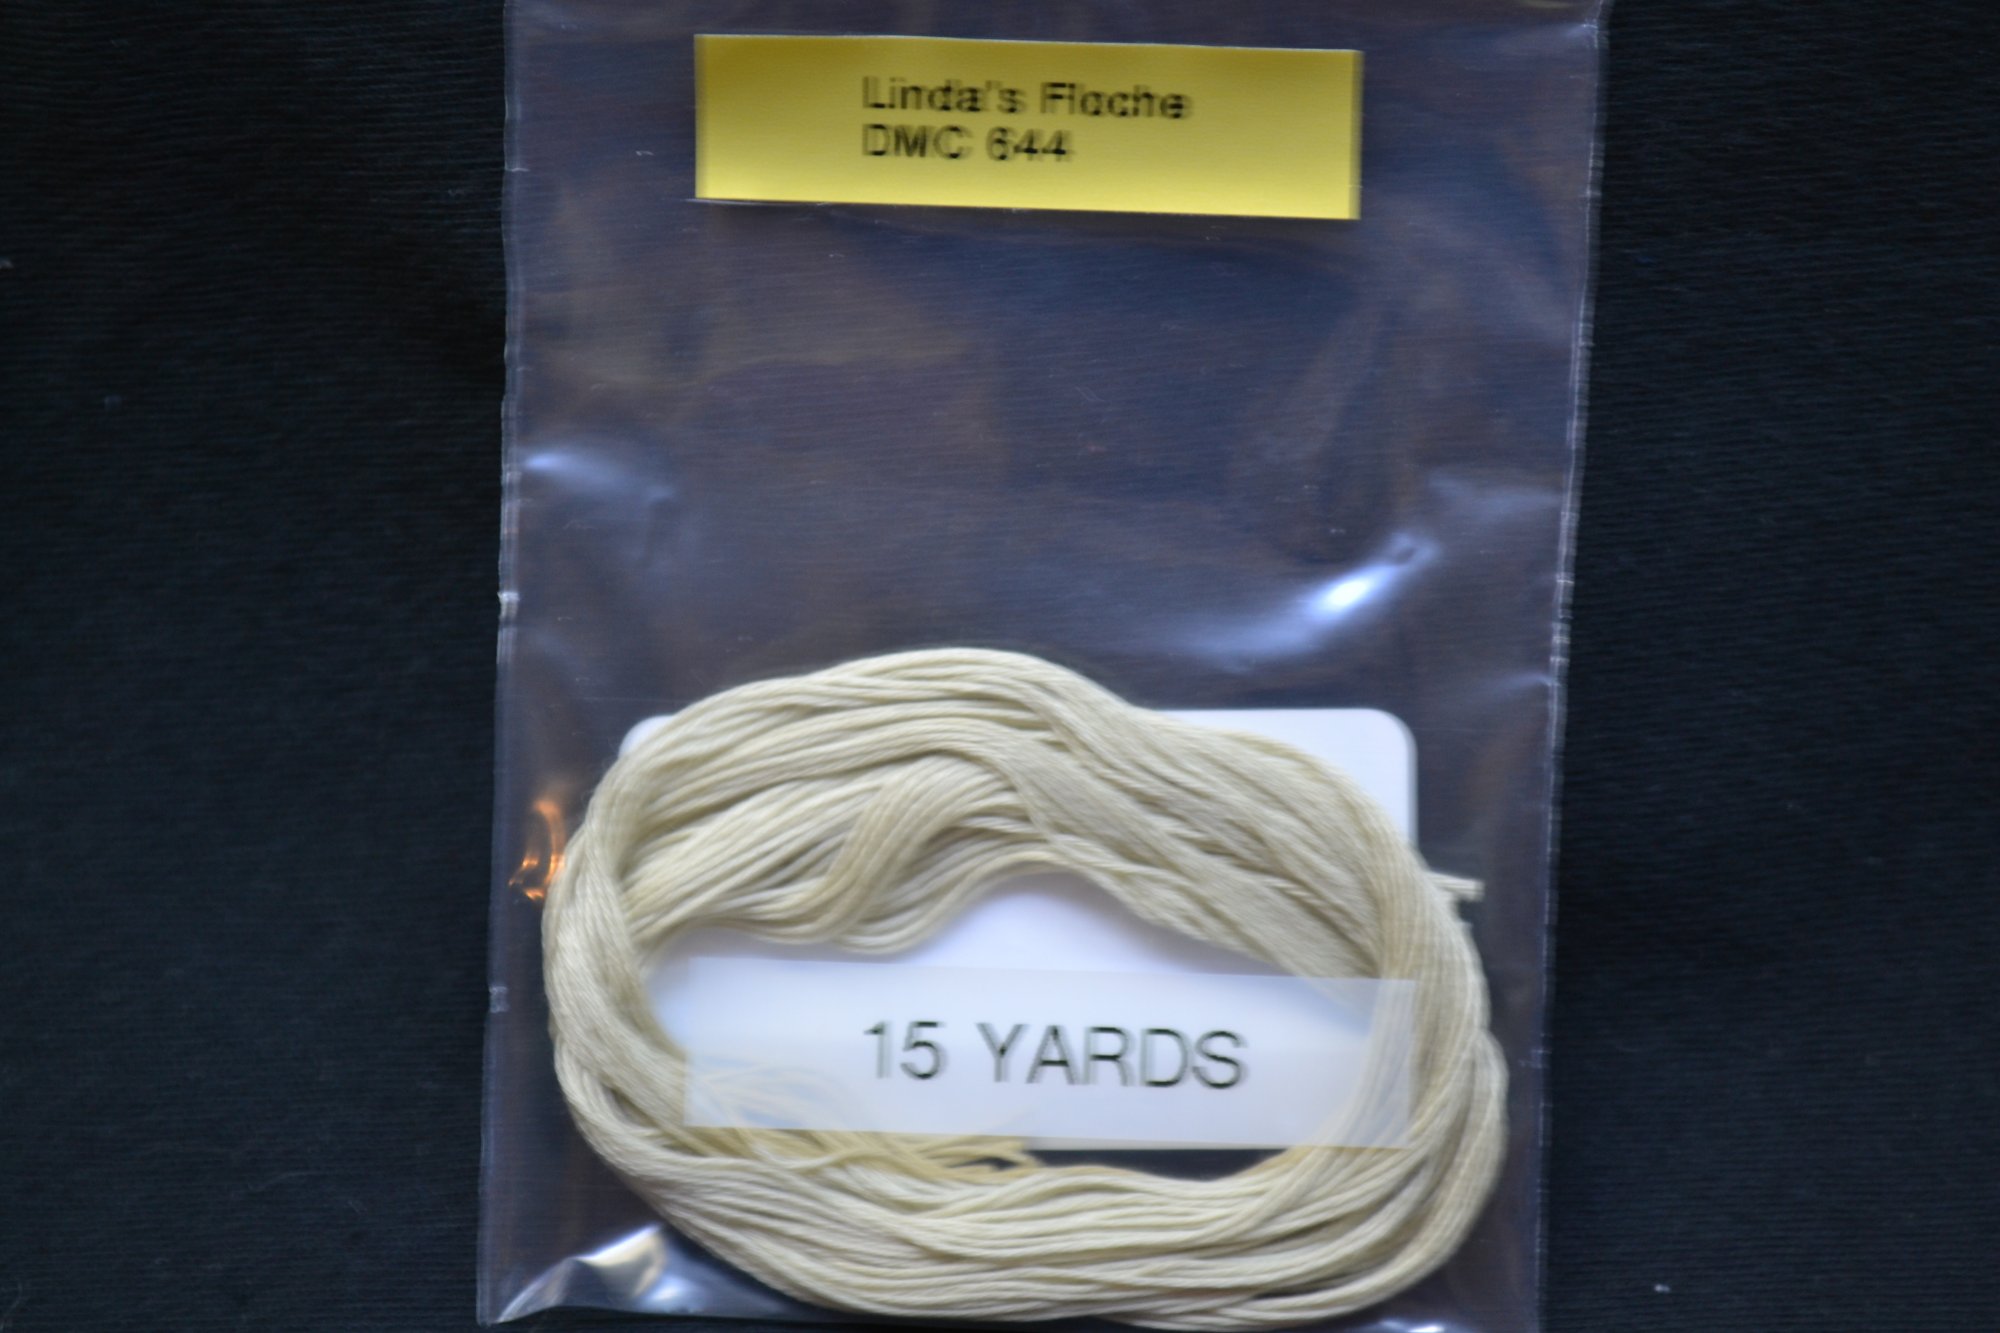 Linda's Floche
DMC 644
15 YARDS